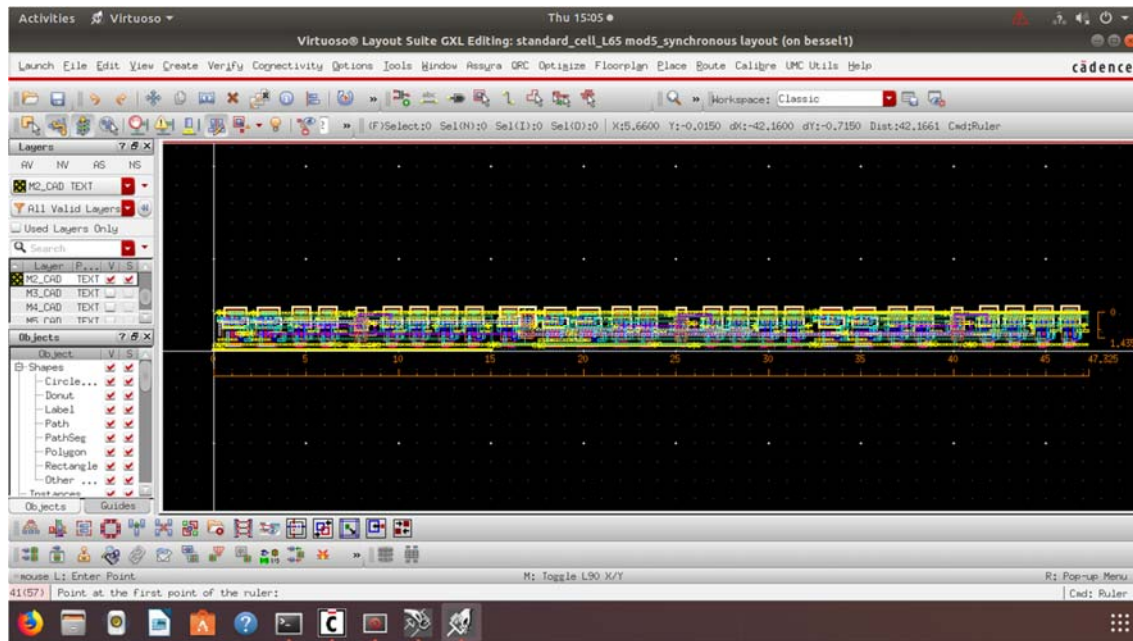 Activities Virtuoso Thu 15:05
Virtuoso® Layout Suite GXL Editing: standard_cell_L65 mod5_synchronous layout (on bessel1)
Launch File Edit View Create Verify Connectivity Options Tools Window Assura QRC Optimize Floorplan Place Route Calibre UMC Utils Help cādence
» » Workspace: Classic
» (F)Select:0 Sel(N):0 Sel(I):0 Sel(O):0 X:5.6600 Y:-0.0150 dX:-42.1600 dY:-0.7150 Dist:42.1661 Cmd:Ruler
Layers
AV NV AS NS
M2_CAD TEXT
All Valid Layers
Used Layers Only
Search
Layer P... V S
M2_CAD TEXT
M3_CAD TEXT
M4_CAD TEXT
M5_CAD TEXT
Objects
Object V S
Shapes
Circle...
Donut
Label
Path
PathSeg
Polygon
Rectangle
Other ...
Instances
Objects Guides
0
1.435
0 5 10 15 20 25 30 35 40 45 47.325
mouse L: Enter Point M: Toggle L90 X/Y R: Pop-up Menu
41(57) Point at the first point of the ruler: Cmd: Ruler